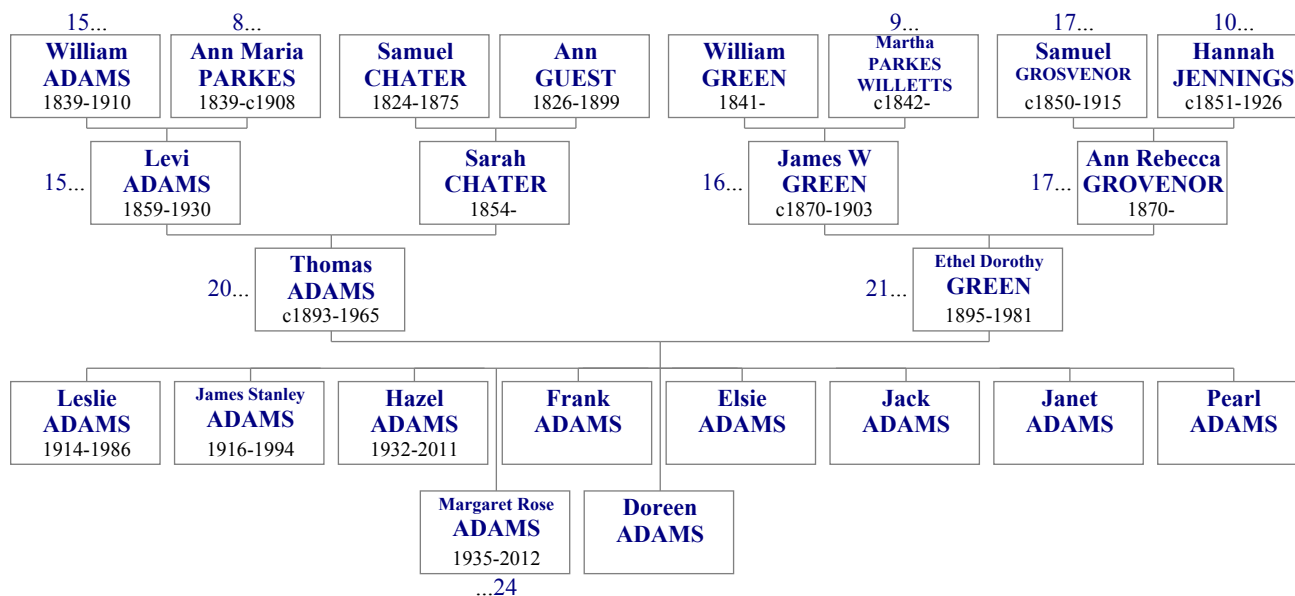 15...
8...
9...
17...
10...
William
ADAMS
1839-1910
Ann Maria
PARKES
1839-c1908
Samuel
CHATER
1824-1875
Ann
GUEST
1826-1899
William
GREEN
1841-
Martha
PARKES
WILLETTS
c1842-
Samuel
GROSVENOR
c1850-1915
Hannah
JENNINGS
c1851-1926
15...
Levi
ADAMS
1859-1930
Sarah
CHATER
1854-
16...
James W
GREEN
c1870-1903
17...
Ann Rebecca
GROVENOR
1870-
20...
Thomas
ADAMS
c1893-1965
21...
Ethel Dorothy
GREEN
1895-1981
Leslie
ADAMS
1914-1986
James Stanley
ADAMS
1916-1994
Hazel
ADAMS
1932-2011
Frank
ADAMS
Elsie
ADAMS
Jack
ADAMS
Janet
ADAMS
Pearl
ADAMS
Margaret Rose
ADAMS
1935-2012
...24
Doreen
ADAMS